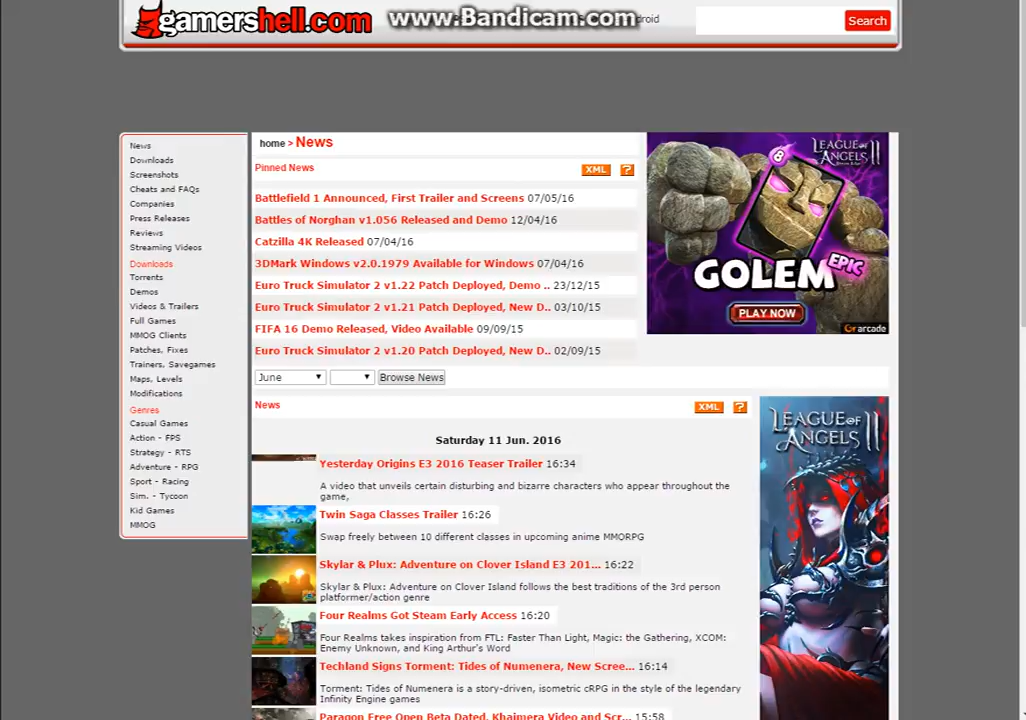 gamershell.com
www.Bandicam.com
Search
News
Downloads
Screenshots
Cheats and FAQs
Companies
Press Releases
Reviews
Streaming Videos
Downloads
Torrents
Demos
Videos & Trailers
Full Games
MMOG Clients
Patches, Fixes
Trainers, Savegames
Maps, Levels
Modifications
Genres
Casual Games
Action - FPS
Strategy - RTS
Adventure - RPG
Sport - Racing
Sim. - Tycoon
Kid Games
MMOG
home > News
Pinned News
XML ?
Battlefield 1 Announced, First Trailer and Screens 07/05/16
Battles of Norghan v1.056 Released and Demo 12/04/16
Catzilla 4K Released 07/04/16
3DMark Windows v2.0.1979 Available for Windows 07/04/16
Euro Truck Simulator 2 v1.22 Patch Deployed, Demo .. 23/12/15
Euro Truck Simulator 2 v1.21 Patch Deployed, New D.. 03/10/15
FIFA 16 Demo Released, Video Available 09/09/15
Euro Truck Simulator 2 v1.20 Patch Deployed, New D.. 02/09/15
June Browse News
News
XML ?
Saturday 11 Jun. 2016
Yesterday Origins E3 2016 Teaser Trailer 16:34
A video that unveils certain disturbing and bizarre characters who appear throughout the
game,
Twin Saga Classes Trailer 16:26
Swap freely between 10 different classes in upcoming anime MMORPG
Skylar & Plux: Adventure on Clover Island E3 201... 16:22
Skylar & Plux: Adventure on Clover Island follows the best traditions of the 3rd person
platformer/action genre
Four Realms Got Steam Early Access 16:20
Four Realms takes inspiration from FTL: Faster Than Light, Magic: the Gathering, XCOM:
Enemy Unknown, and King Arthur's Word
Techland Signs Torment: Tides of Numenera, New Scree... 16:14
Torment: Tides of Numenera is a story-driven, isometric cRPG in the style of the legendary
Infinity Engine games
Paragon Free Open Beta Dated, Khaimera Video and Scr... 15:58
LEAGUE OF
ANGELS II
8
GOLEM
EPIC
PLAY NOW
arcade
LEAGUE OF
ANGELS II